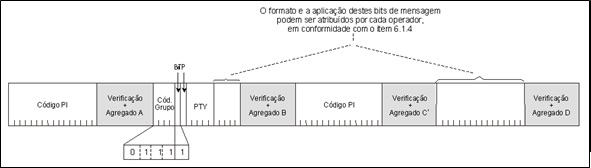 O formato e a aplicação destes bits de mensagem
podem ser atribuídos por cada operador,
em conformidade com o item 6.1.4
BTP
Código PI
Verificação
+
Agregado A
Cód.
Grupo
PTY
Verificação
+
Agregado B
Código PI
Verificação
+
Agregado C'
Verificação
+
Agregado D
0 1 1 1 1